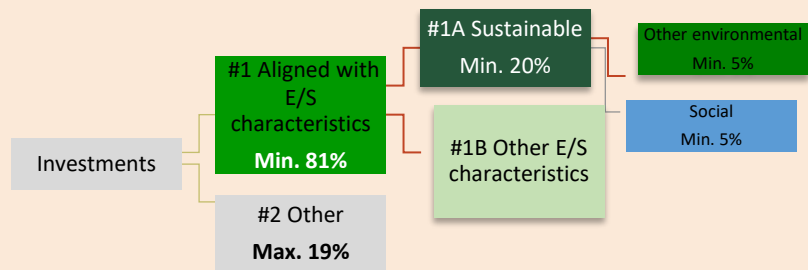 Investments
#1 Aligned with
E/S
characteristics
Min. 81%
#2 Other
Max. 19%
#1A Sustainable
Min. 20%
#1B Other E/S
characteristics
Other environmental
Min. 5%
Social
Min. 5%